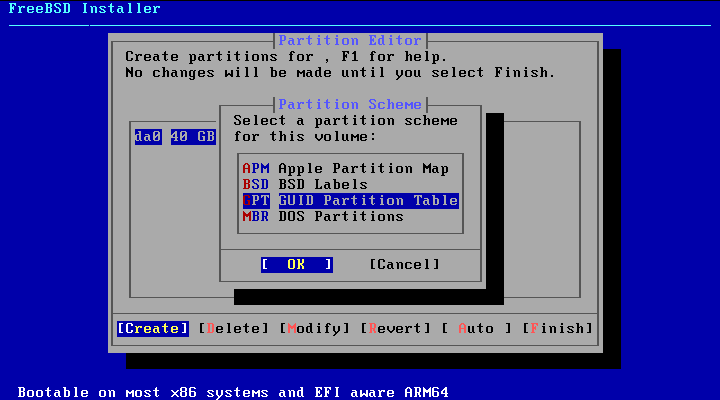 FreeBSD Installer
Partition Editor
Create partitions for , F1 for help.
No changes will be made until you select Finish.
Partition Scheme
Select a partition scheme
for this volume:
da0 40 GB
APM Apple Partition Map
BSD BSD Labels
GPT GUID Partition Table
MBR DOS Partitions
[ OK ] [Cancel]
[Create] [Delete] [Modify] [Revert] [ Auto ] [Finish]
Bootable on most x86 systems and EFI aware ARM64